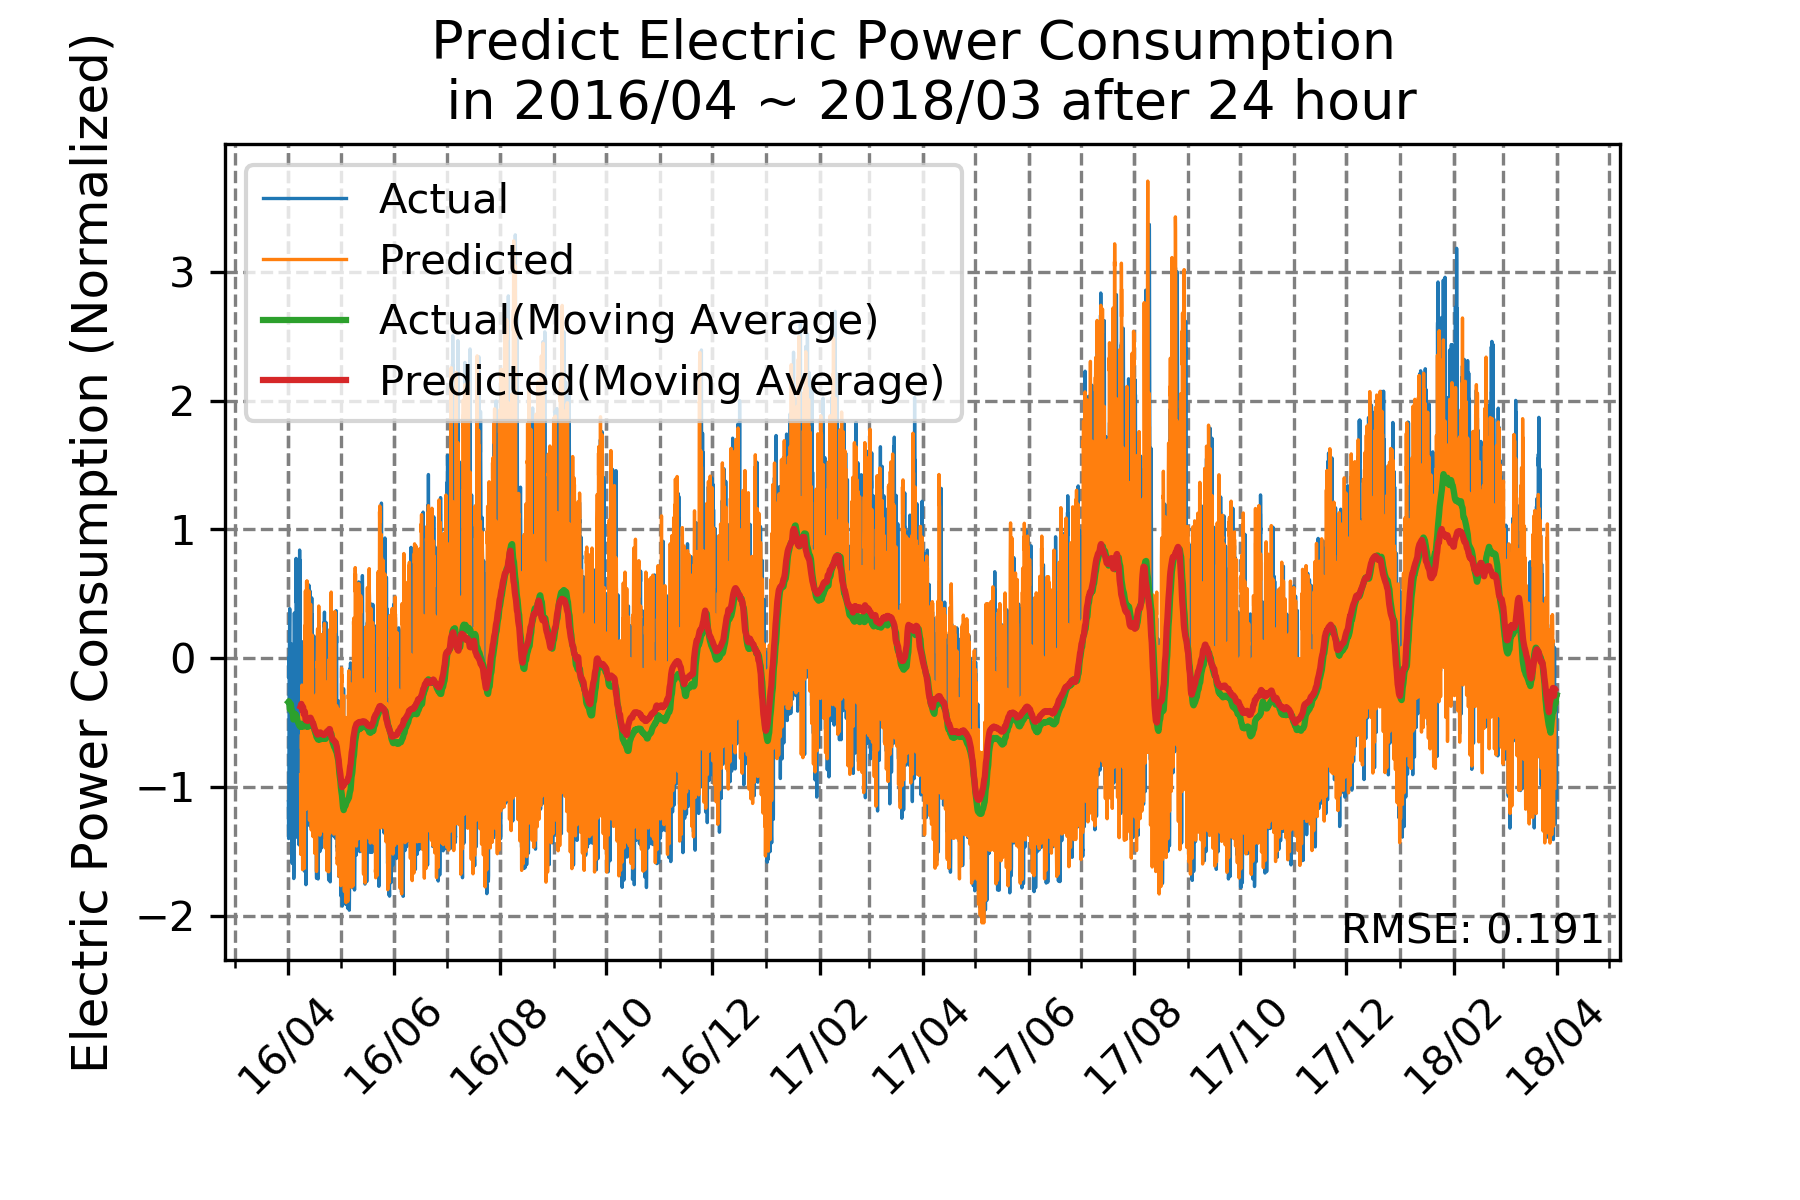 Predict Electric Power Consumption
in 2016/04 ~ 2018/03 after 24 hour
Electric Power Consumption (Normalized)
Actual
Predicted
Actual(Moving Average)
Predicted(Moving Average)
3
2
1
0
−1
−2
RMSE: 0.191
16/04
16/06
16/08
16/10
16/12
17/02
17/04
17/06
17/08
17/10
17/12
18/02
18/04